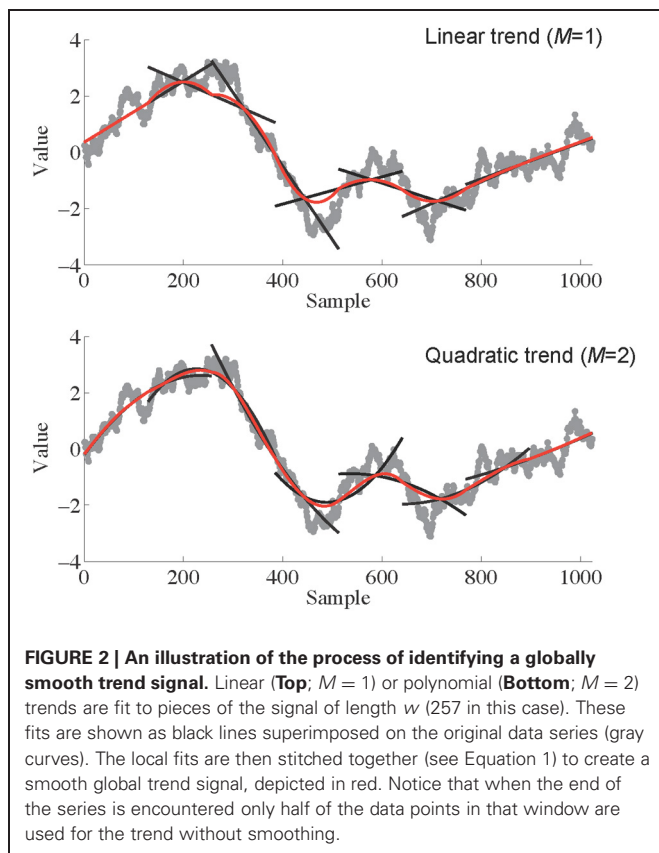 Linear trend (M=1)
4
2
0
−2
−4
Value
0
200
400
600
800
1000
Sample
Quadratic trend (M=2)
4
2
0
−2
−4
Value
0
200
400
600
800
1000
Sample
FIGURE 2 | An illustration of the process of identifying a globally
smooth trend signal. Linear (Top; M = 1) or polynomial (Bottom; M = 2)
trends are fit to pieces of the signal of length w (257 in this case). These
fits are shown as black lines superimposed on the original data series (gray
curves). The local fits are then stitched together (see Equation 1) to create a
smooth global trend signal, depicted in red. Notice that when the end of
the series is encountered only half of the data points in that window are
used for the trend without smoothing.